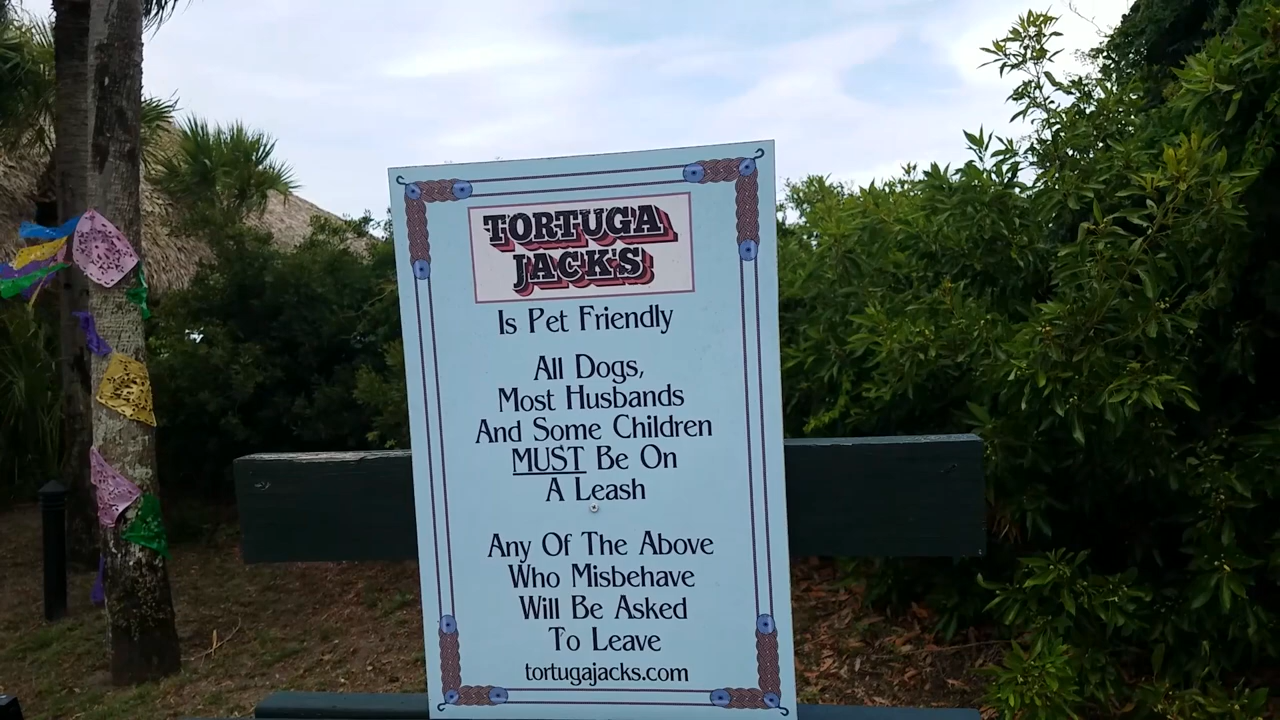 TORTUGA
JACK'S
Is Pet Friendly
All Dogs,
Most Husbands
And Some Children
MUST Be On
A Leash
Any Of The Above
Who Misbehave
Will Be Asked
To Leave
tortugajacks.com